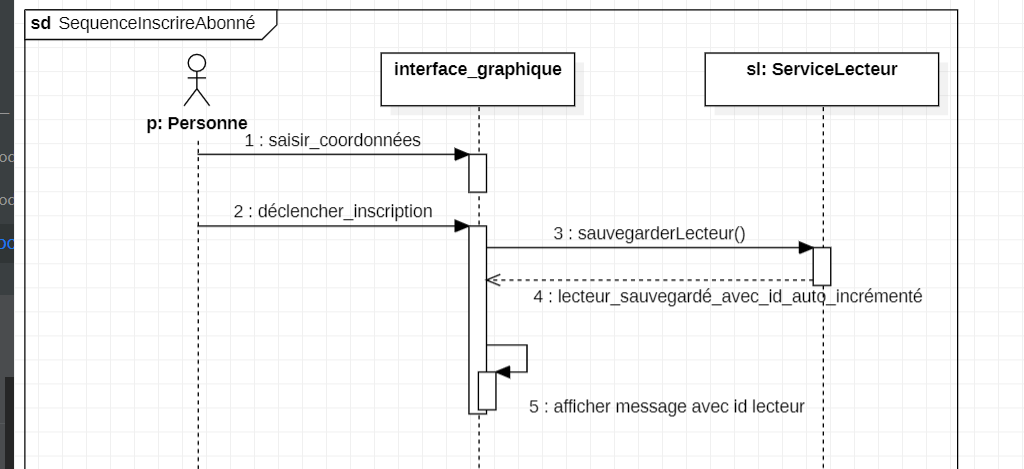 sd SequenceInscrireAbonné
interface_graphique
sl: ServiceLecteur
p: Personne
1 : saisir_coordonnées
2 : déclencher_inscription
3 : sauvegarderLecteur()
4 : lecteur_sauvegardé_avec_id_auto_incrémenté
5 : afficher message avec id lecteur